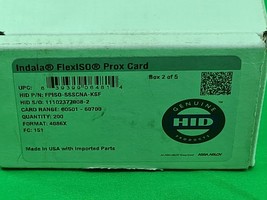 Indala® FlexISO® Prox Card
Box 2 of 5
UPC:
HID P/N: FPISO-SSSCNA-KSF
HID S/O: 11102372808-2
CARD RANGE: 60501 - 60700
QUANTITY: 200
FORMAT: 4086X
FC: 151
Made in USA with Imported Parts
GENUINE
HID